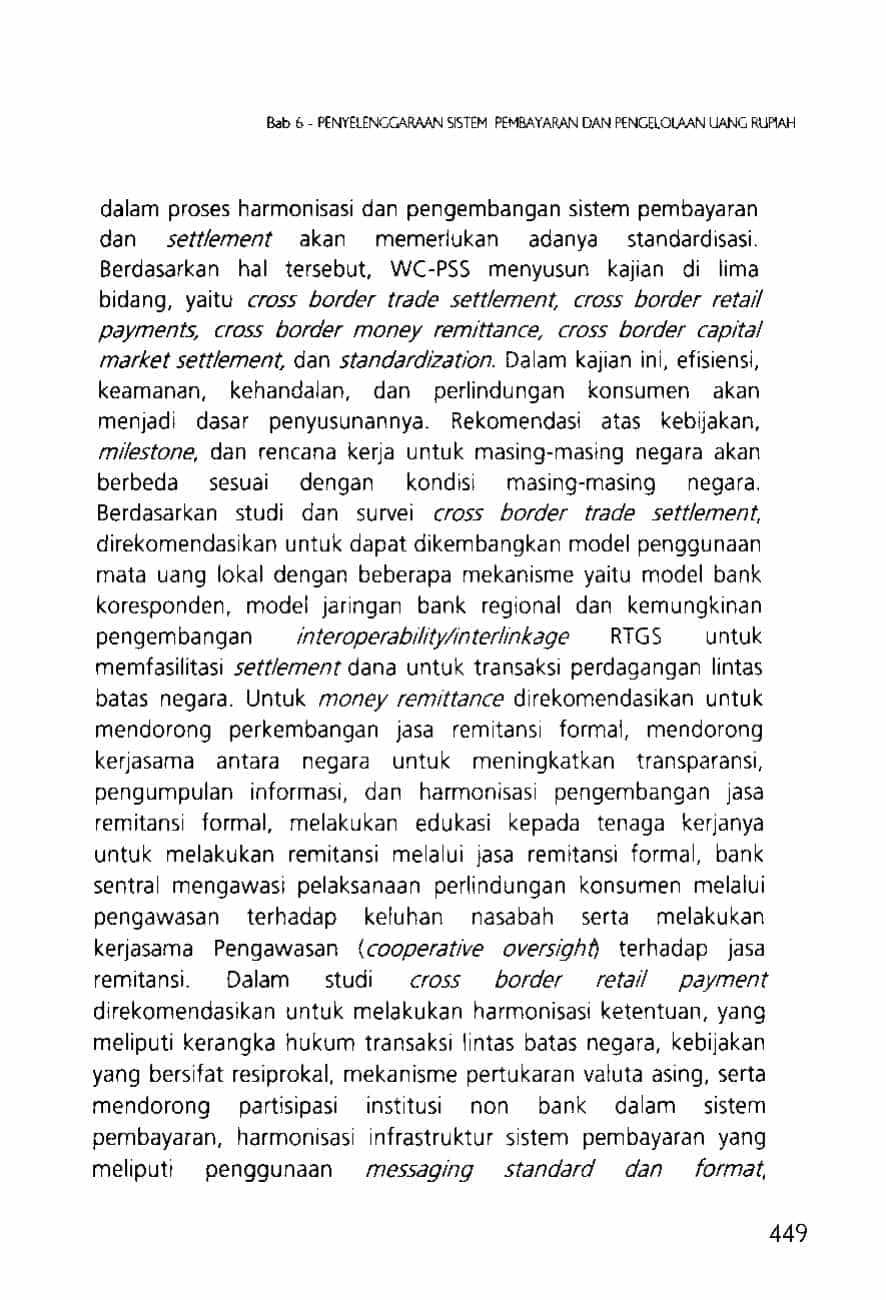 Bab 6 - PENYELENGGARAAN SISTEM PEMBAYARAN DAN PENGELOLAAN UANG RUPIAH
dalam proses harmonisasi dan pengembangan sistem pembayaran
dan settlement akan memerlukan adanya standardisasi.
Berdasarkan hal tersebut, WC-PSS menyusun kajian di lima
bidang, yaitu cross border trade settlement, cross border retail
payments, cross border money remittance, cross border capital
market settlement, dan standardization. Dalam kajian ini, efisiensi,
keamanan, kehandalan, dan perlindungan konsumen akan
menjadi dasar penyusunannya. Rekomendasi atas kebijakan,
milestone, dan rencana kerja untuk masing-masing negara akan
berbeda sesuai dengan kondisi masing-masing negara.
Berdasarkan studi dan survei cross border trade settlement,
direkomendasikan untuk dapat dikembangkan model penggunaan
mata uang lokal dengan beberapa mekanisme yaitu model bank
koresponden, model jaringan bank regional dan kemungkinan
pengembangan interoperability/interlinkage RTGS untuk
memfasilitasi settlement dana untuk transaksi perdagangan lintas
batas negara. Untuk money remittance direkomendasikan untuk
mendorong perkembangan jasa remitansi formal, mendorong
kerjasama antara negara untuk meningkatkan transparansi,
pengumpulan informasi, dan harmonisasi pengembangan jasa
remitansi formal, melakukan edukasi kepada tenaga kerjanya
untuk melakukan remitansi melalui jasa remitansi formal, bank
sentral mengawasi pelaksanaan perlindungan konsumen melalui
pengawasan terhadap keluhan nasabah serta melakukan
kerjasama Pengawasan (cooperative oversight) terhadap jasa
remitansi. Dalam studi cross border retail payment
direkomendasikan untuk melakukan harmonisasi ketentuan, yang
meliputi kerangka hukum transaksi lintas batas negara, kebijakan
yang bersifat resiprokal, mekanisme pertukaran valuta asing, serta
mendorong partisipasi institusi non bank dalam sistem
pembayaran, harmonisasi infrastruktur sistem pembayaran yang
meliputi penggunaan messaging standard dan format,
449